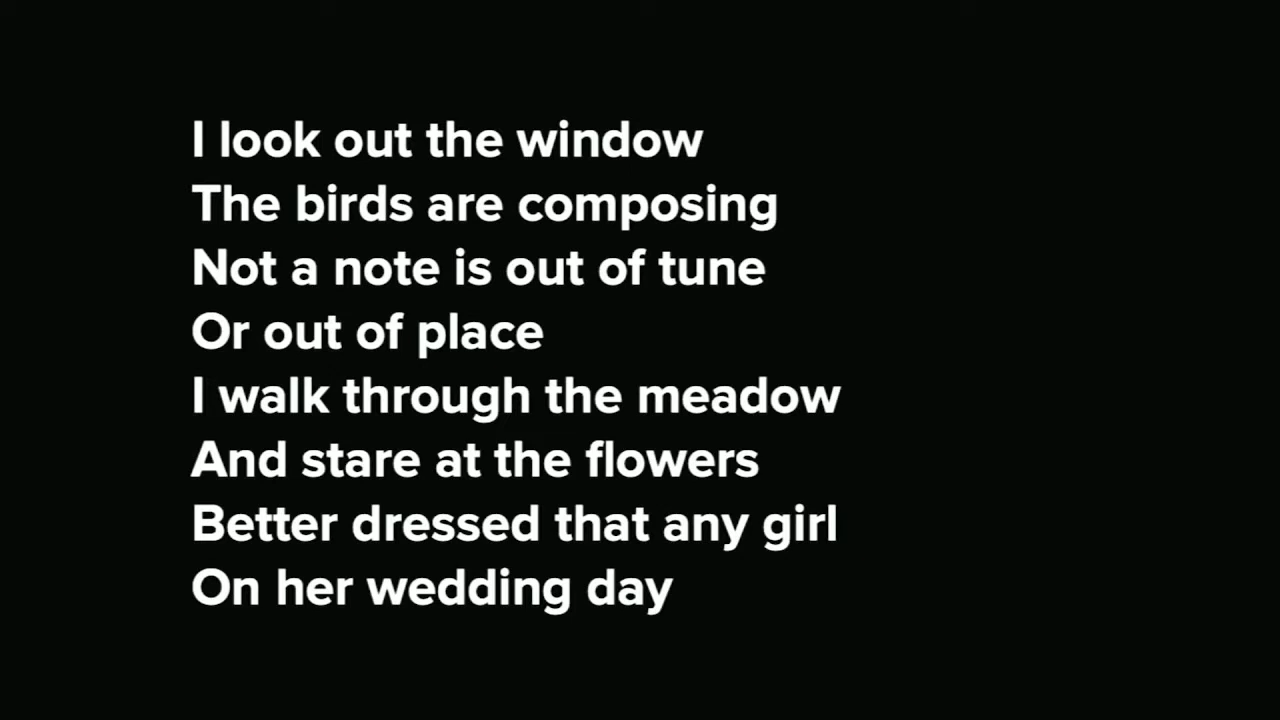 I look out the window
The birds are composing
Not a note is out of tune
Or out of place
I walk through the meadow
And stare at the flowers
Better dressed that any girl
On her wedding day